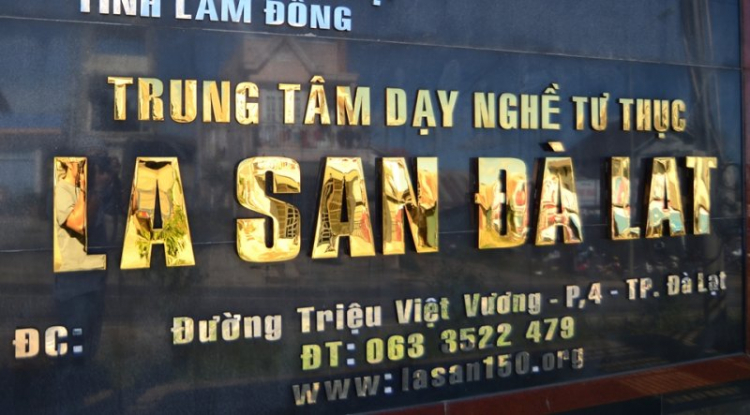 TỈNH LÂM ĐỒNG
TRUNG TÂM DẠY NGHỀ TƯ THỤC
LA SAN ĐÀ LẠT
ĐC: Đường Triệu Việt Vương - P,4 - TP. Đà Lạt
ĐT: 063 3522 479
www: lasan150.org